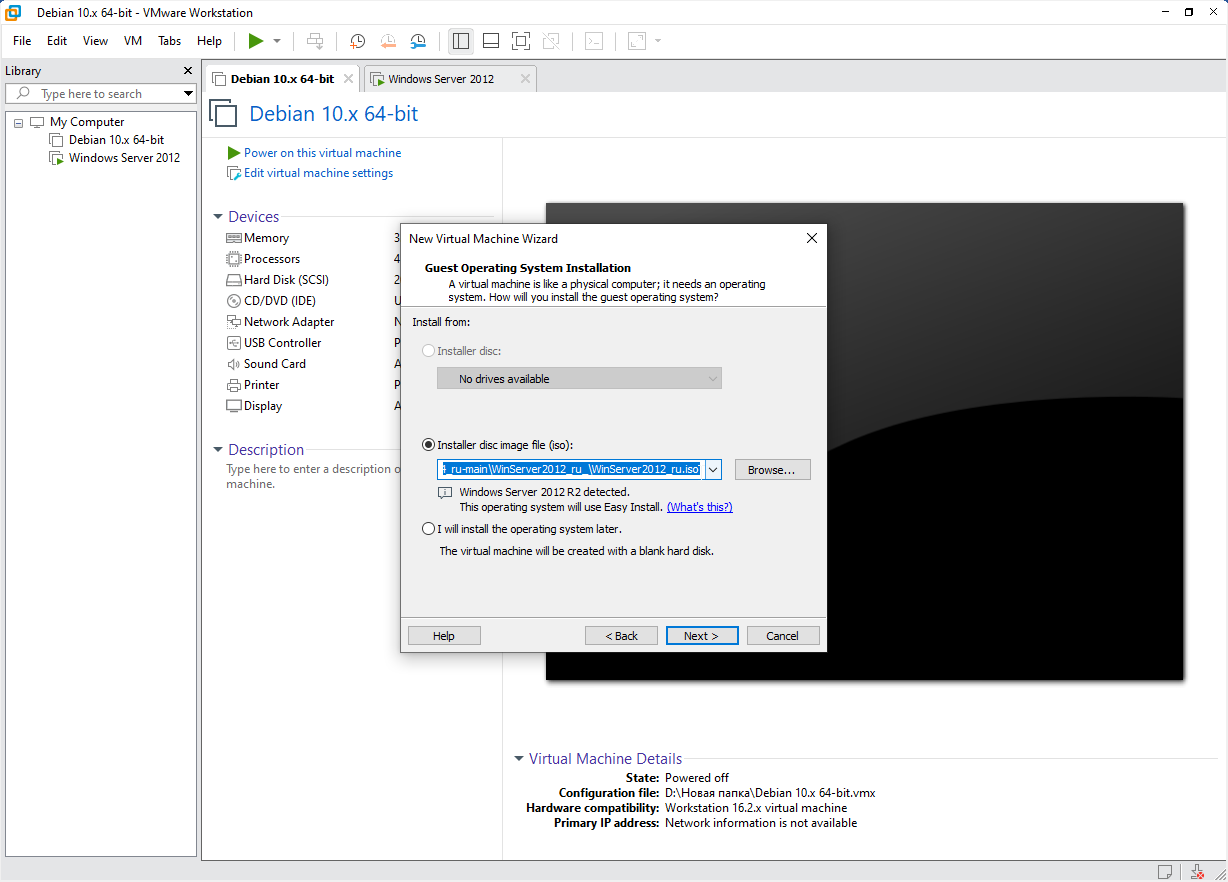 Debian 10.x 64-bit - VMware Workstation
File Edit View VM Tabs Help
Library
Type here to search
My Computer
Debian 10.x 64-bit
Windows Server 2012
Debian 10.x 64-bit
Windows Server 2012
Debian 10.x 64-bit
Power on this virtual machine
Edit virtual machine settings
Devices
Memory 3
Processors 4
Hard Disk (SCSI) 2
CD/DVD (IDE)
Network Adapter
USB Controller
Sound Card A
Printer
Display A
Description
Type here to enter a description o
machine.
New Virtual Machine Wizard
Guest Operating System Installation
A virtual machine is like a physical computer; it needs an operating
system. How will you install the guest operating system?
Install from:
Installer disc:
No drives available
Installer disc image file (iso):
_ru-main\WinServer2012_ru_\WinServer2012_ru.iso
Browse...
Windows Server 2012 R2 detected.
This operating system will use Easy Install. (What's this?)
I will install the operating system later.
The virtual machine will be created with a blank hard disk.
Help
< Back
Next >
Cancel
Virtual Machine Details
State: Powered off
Configuration file: D:\Новая папка\Debian 10.x 64-bit.vmx
Hardware compatibility: Workstation 16.2.x virtual machine
Primary IP address: Network information is not available